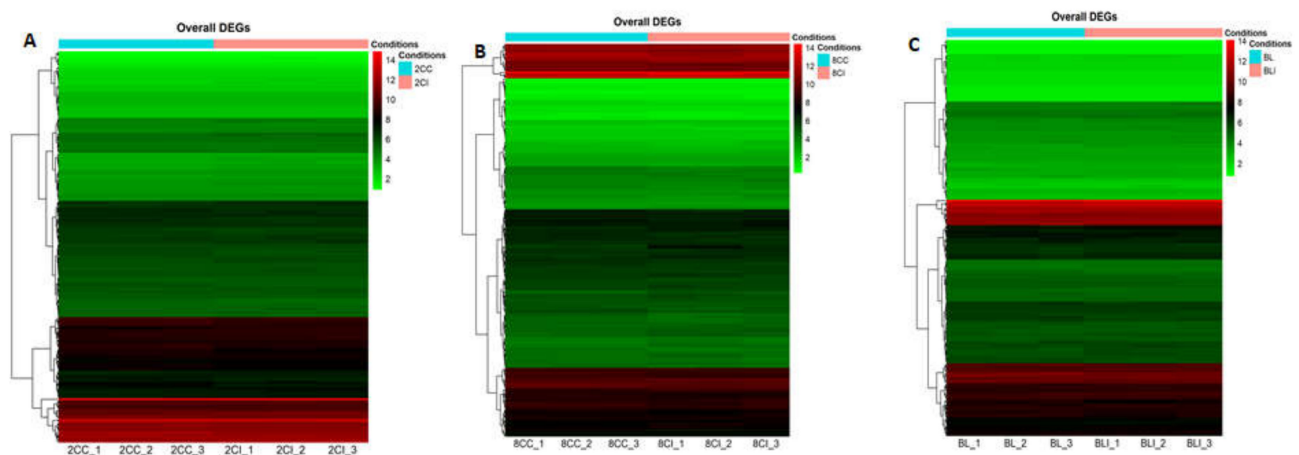 A
Overall DEGs
Conditions
14
Conditions
2CC
2CI
12
10
8
6
4
2
2CC_1 2CC_2 2CC_3 2CI_1 2CI_2 2CI_3
B
Overall DEGs
Conditions
14
Conditions
8CC
8CI
12
10
8
6
4
2
8CC_1 8CC_2 8CC_3 8CI_1 8CI_2 8CI_3
C
Overall DEGs
Conditions
14
Conditions
BL
BLI
12
10
8
6
4
2
BL_1 BL_2 BL_3 BLI_1 BLI_2 BLI_3